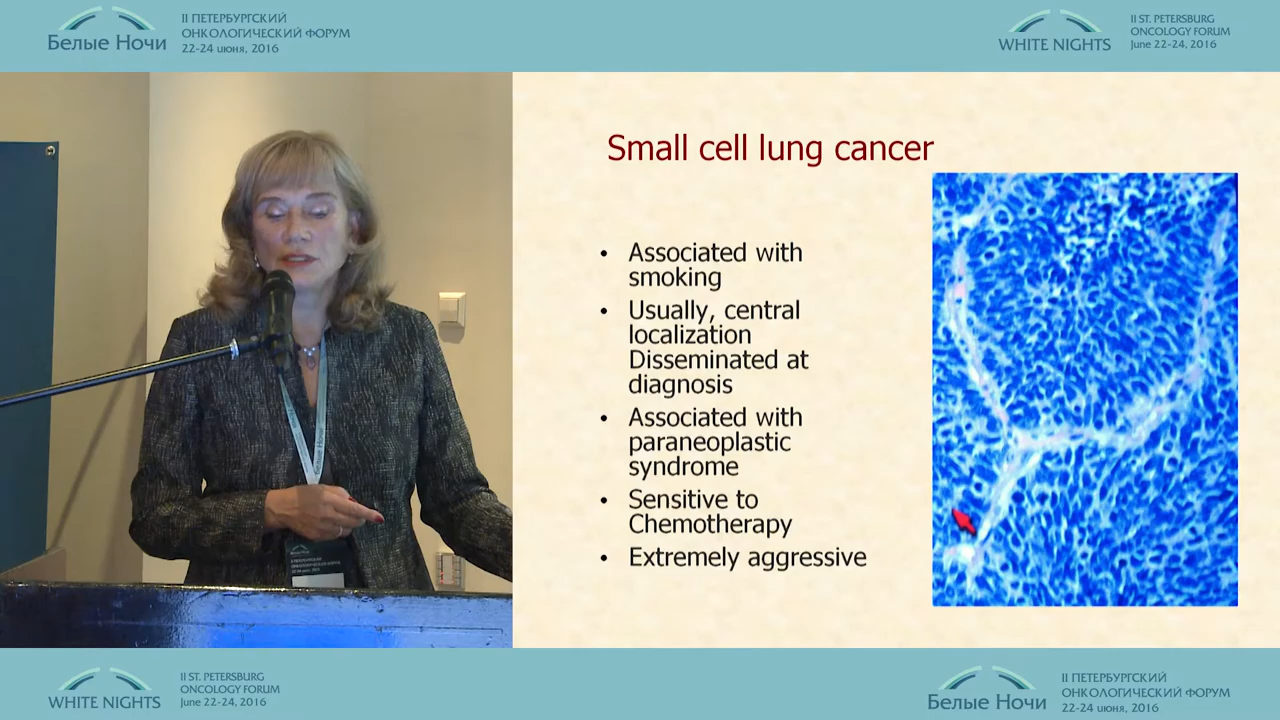 Белые Ночи
II ПЕТЕРБУРГСКИЙ
ОНКОЛОГИЧЕСКИЙ ФОРУМ
22-24 июня, 2016
WHITE NIGHTS
II ST. PETERSBURG
ONCOLOGY FORUM
June 22-24, 2016
Small cell lung cancer
• Associated with
smoking
• Usually, central
localization
Disseminated at
diagnosis
• Associated with
paraneoplastic
syndrome
• Sensitive to
Chemotherapy
• Extremely aggressive
WHITE NIGHTS
II ST. PETERSBURG
ONCOLOGY FORUM
June 22-24, 2016
Белые Ночи
II ПЕТЕРБУРГСКИЙ
ОНКОЛОГИЧЕСКИЙ ФОРУМ
22-24 июня, 2016